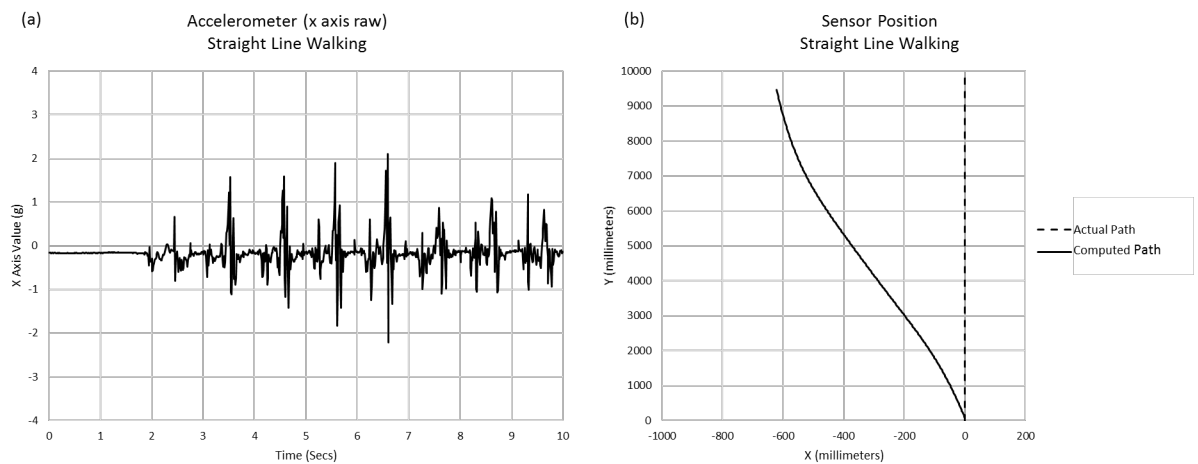 (a)
Accelerometer (x axis raw)
Straight Line Walking
4
3
2
1
0
-1
-2
-3
-4
X Axis Value (g)
0 1 2 3 4 5 6 7 8 9 10
Time (Secs)
(b)
Sensor Position
Straight Line Walking
10000
9000
8000
7000
6000
5000
4000
3000
2000
1000
0
Y (millimeters)
-1000 -800 -600 -400 -200 0 200
X (millimeters)
Actual Path
Computed Path